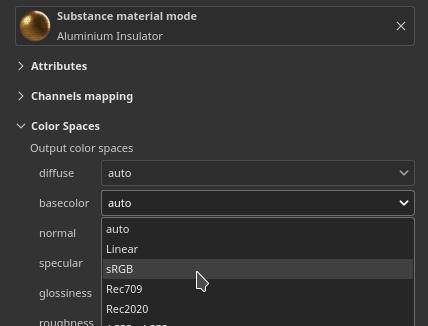 Substance material mode
Aluminium Insulator
Attributes
Channels mapping
Color Spaces
Output color spaces
diffuse auto
basecolor auto
normal auto
specular Linear
sRGB
glossiness Rec709
Rec2020
roughness